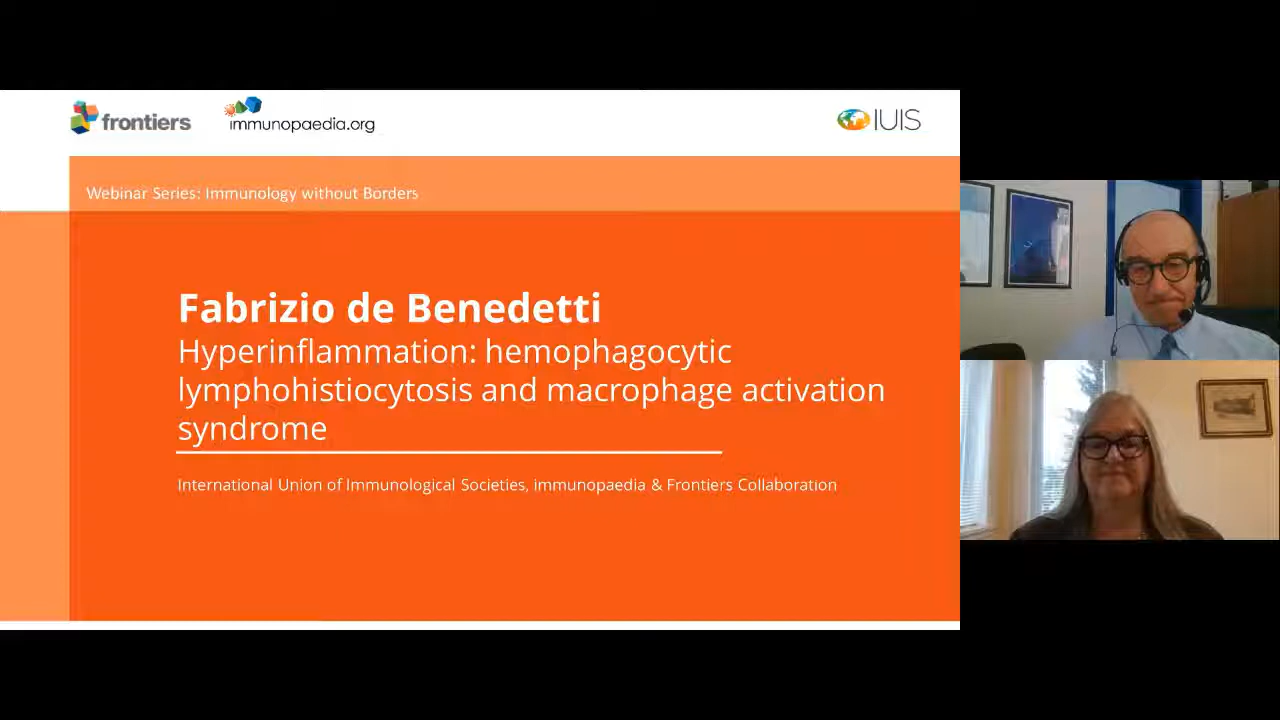 frontiers
immunopaedia.org
IUIS
Webinar Series: Immunology without Borders
Fabrizio de Benedetti
Hyperinflammation: hemophagocytic
lymphohistiocytosis and macrophage activation
syndrome
International Union of Immunological Societies, immunopaedia & Frontiers Collaboration